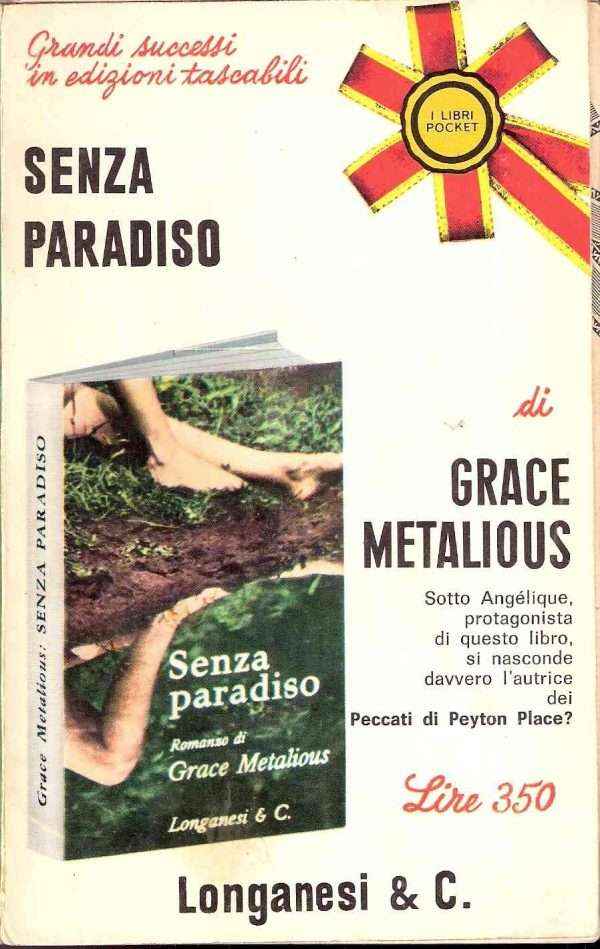 Grandi successi
in edizioni tascabili
I LIBRI
POCKET
SENZA
PARADISO
di
GRACE
METALIOUS
Sotto Angélique,
protagonista
di questo libro,
si nasconde
davvero l'autrice
dei
Peccati di Peyton Place?
Grace Metalious: SENZA PARADISO
Senza
paradiso
Romanzo di
Grace Metalious
Longanesi & C.
Lire 350
Longanesi & C.